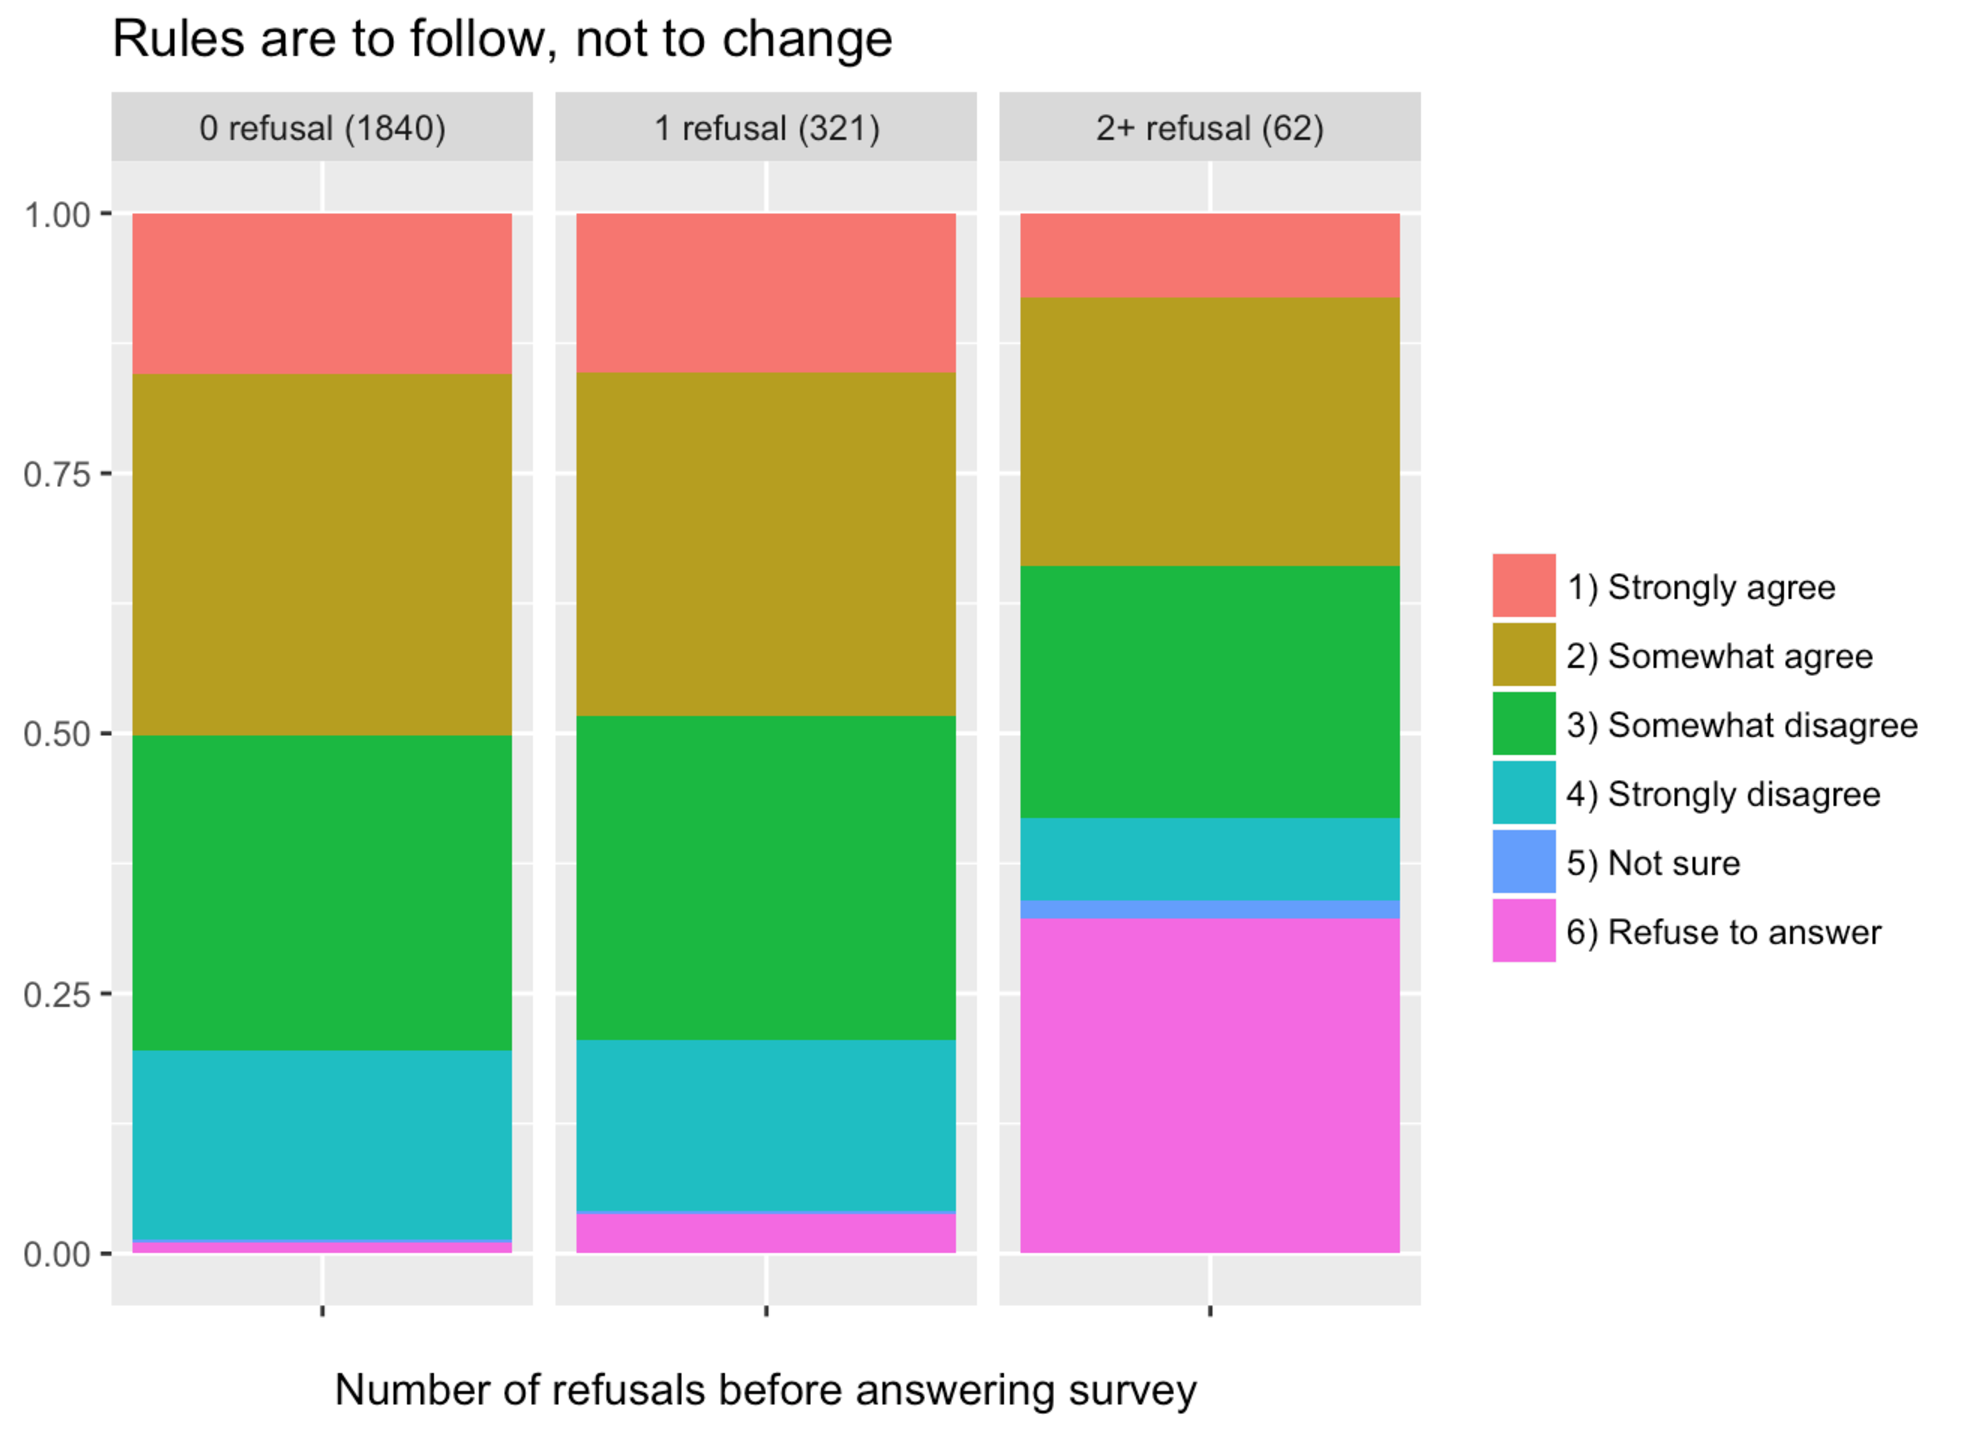 Rules are to follow, not to change
0 refusal (1840)
1 refusal (321)
2+ refusal (62)
1.00
0.75
0.50
0.25
0.00
1) Strongly agree
2) Somewhat agree
3) Somewhat disagree
4) Strongly disagree
5) Not sure
6) Refuse to answer
Number of refusals before answering survey